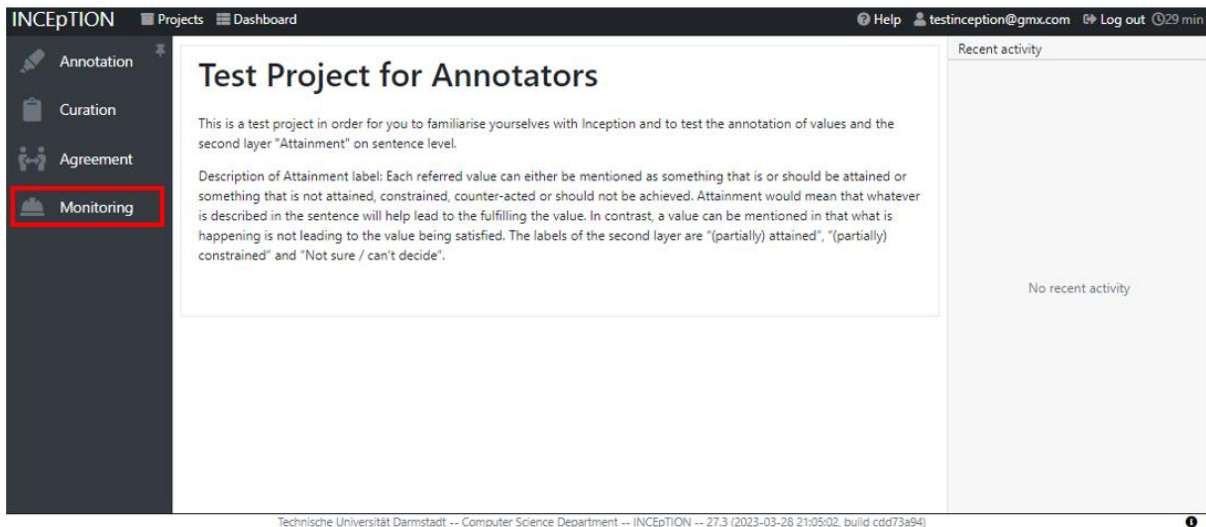 INCEpTION Projects Dashboard Help testinception@gmx.com Log out 29 min
Annotation
Curation
Agreement
Monitoring
Test Project for Annotators
This is a test project in order for you to familiarise yourselves with Inception and to test the annotation of values and the
second layer "Attainment" on sentence level.
Description of Attainment label: Each referred value can either be mentioned as something that is or should be attained or
something that is not attained, constrained, counter-acted or should not be achieved. Attainment would mean that whatever
is described in the sentence will help lead to the fulfilling the value. In contrast, a value can be mentioned in that what is
happening is not leading to the value being satisfied. The labels of the second layer are "(partially) attained", "(partially)
constrained" and "Not sure / can't decide".
Recent activity
No recent activity
Technische Universität Darmstadt -- Computer Science Department -- INCEpTION -- 27.3 (2023-03-28 21:05:02, build cdd73a94)